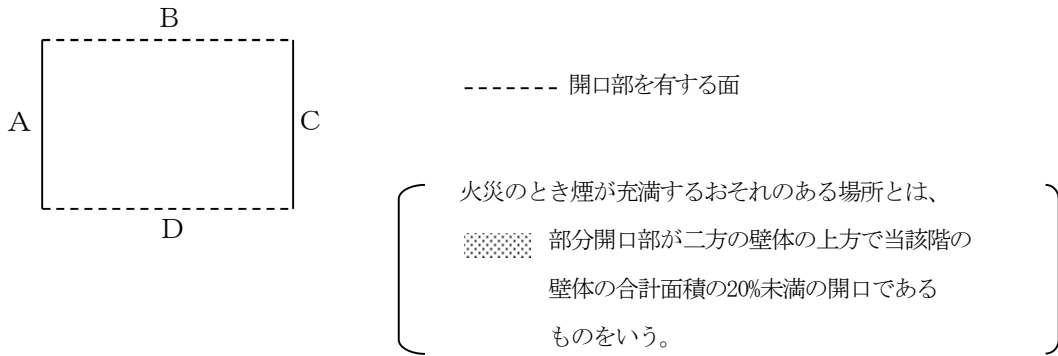 B
A
C
D
開口部を有する面
火災のとき煙が充満するおそれのある場所とは、
部分開口部が二方の壁体の上方で当該階の
壁体の合計面積の20%未満の開口である
ものをいう。